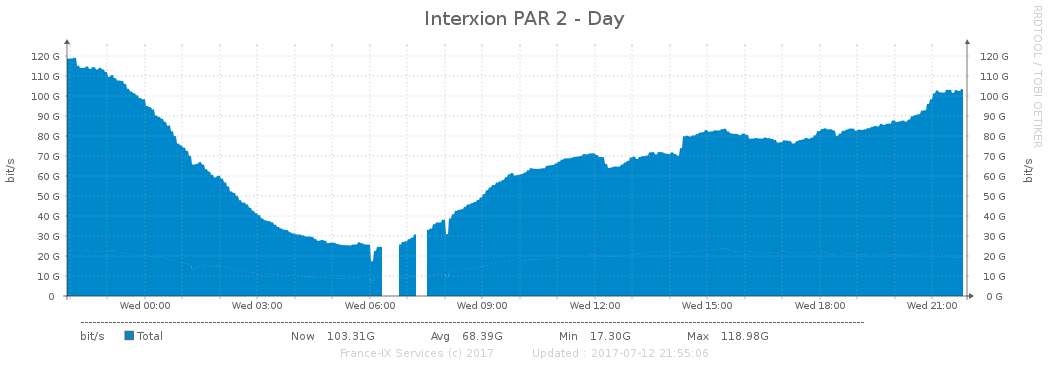 Interxion PAR 2 - Day
RRDTOOL / TOBI OETIKER
120 G 120 G
110 G 110 G
100 G 100 G
90 G 90 G
80 G 80 G
70 G 70 G
60 G 60 G
50 G 50 G
40 G 40 G
30 G 30 G
20 G 20 G
10 G 10 G
0 0 G
bit/s
bit/s
Wed 00:00 Wed 03:00 Wed 06:00 Wed 09:00 Wed 12:00 Wed 15:00 Wed 18:00 Wed 21:00
bit/s Total Now 103.31G Avg 68.39G Min 17.30G Max 118.98G
France-IX Services (c) 2017 Updated : 2017-07-12 21:55:06